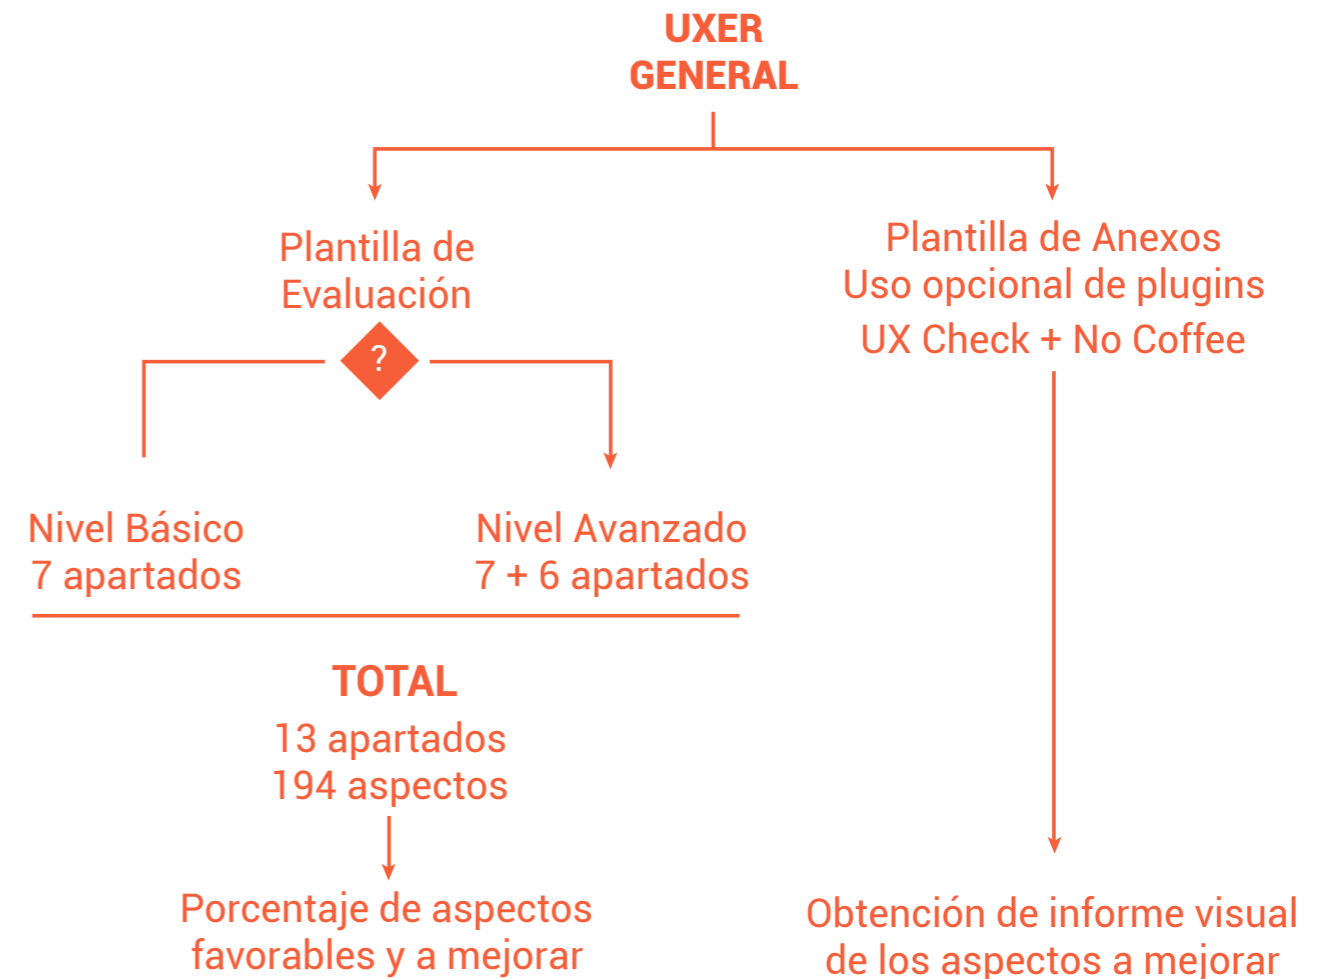 UXER
GENERAL
Plantilla de
Evaluación
?
Nivel Básico
7 apartados
Nivel Avanzado
7 + 6 apartados
TOTAL
13 apartados
194 aspectos
Porcentaje de aspectos
favorables y a mejorar
Plantilla de Anexos
Uso opcional de plugins
UX Check + No Coffee
Obtención de informe visual
de los aspectos a mejorar